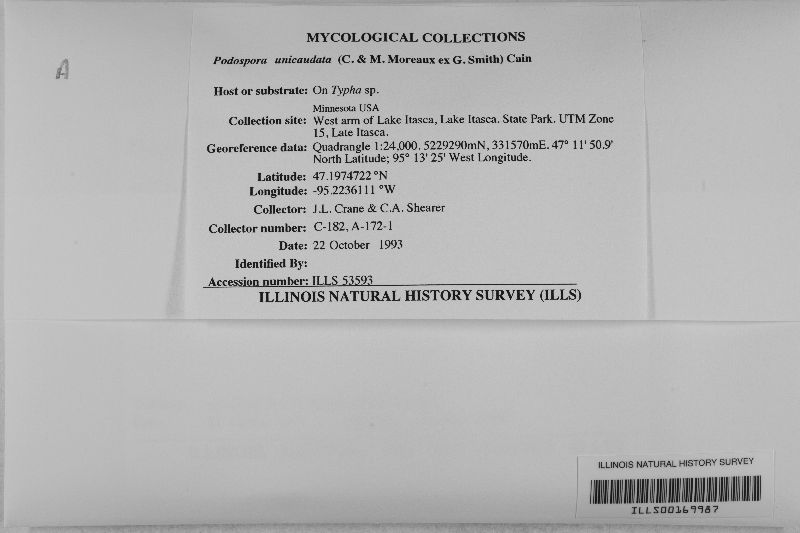 A
MYCOLOGICAL COLLECTIONS
Podospora unicaudata (C. & M. Moreaux ex G. Smith) Cain
Host or substrate: On Typha sp.
Minnesota USA
Collection site: West arm of Lake Itasca, Lake Itasca. State Park. UTM Zone
15, Late Itasca.
Georeference data: Quadrangle 1:24,000. 5229290mN, 331570mE. 47° 11' 50.9'
North Latitude; 95° 13' 25' West Longitude.
Latitude: 47.1974722 °N
Longitude: -95.2236111 °W
Collector: J.L. Crane & C.A. Shearer
Collector number: C-182, A-172-1
Date: 22 October 1993
Identified By:
Accession number: ILLS 53593
ILLINOIS NATURAL HISTORY SURVEY (ILLS)
ILLINOIS NATURAL HISTORY SURVEY
ILLS00169987